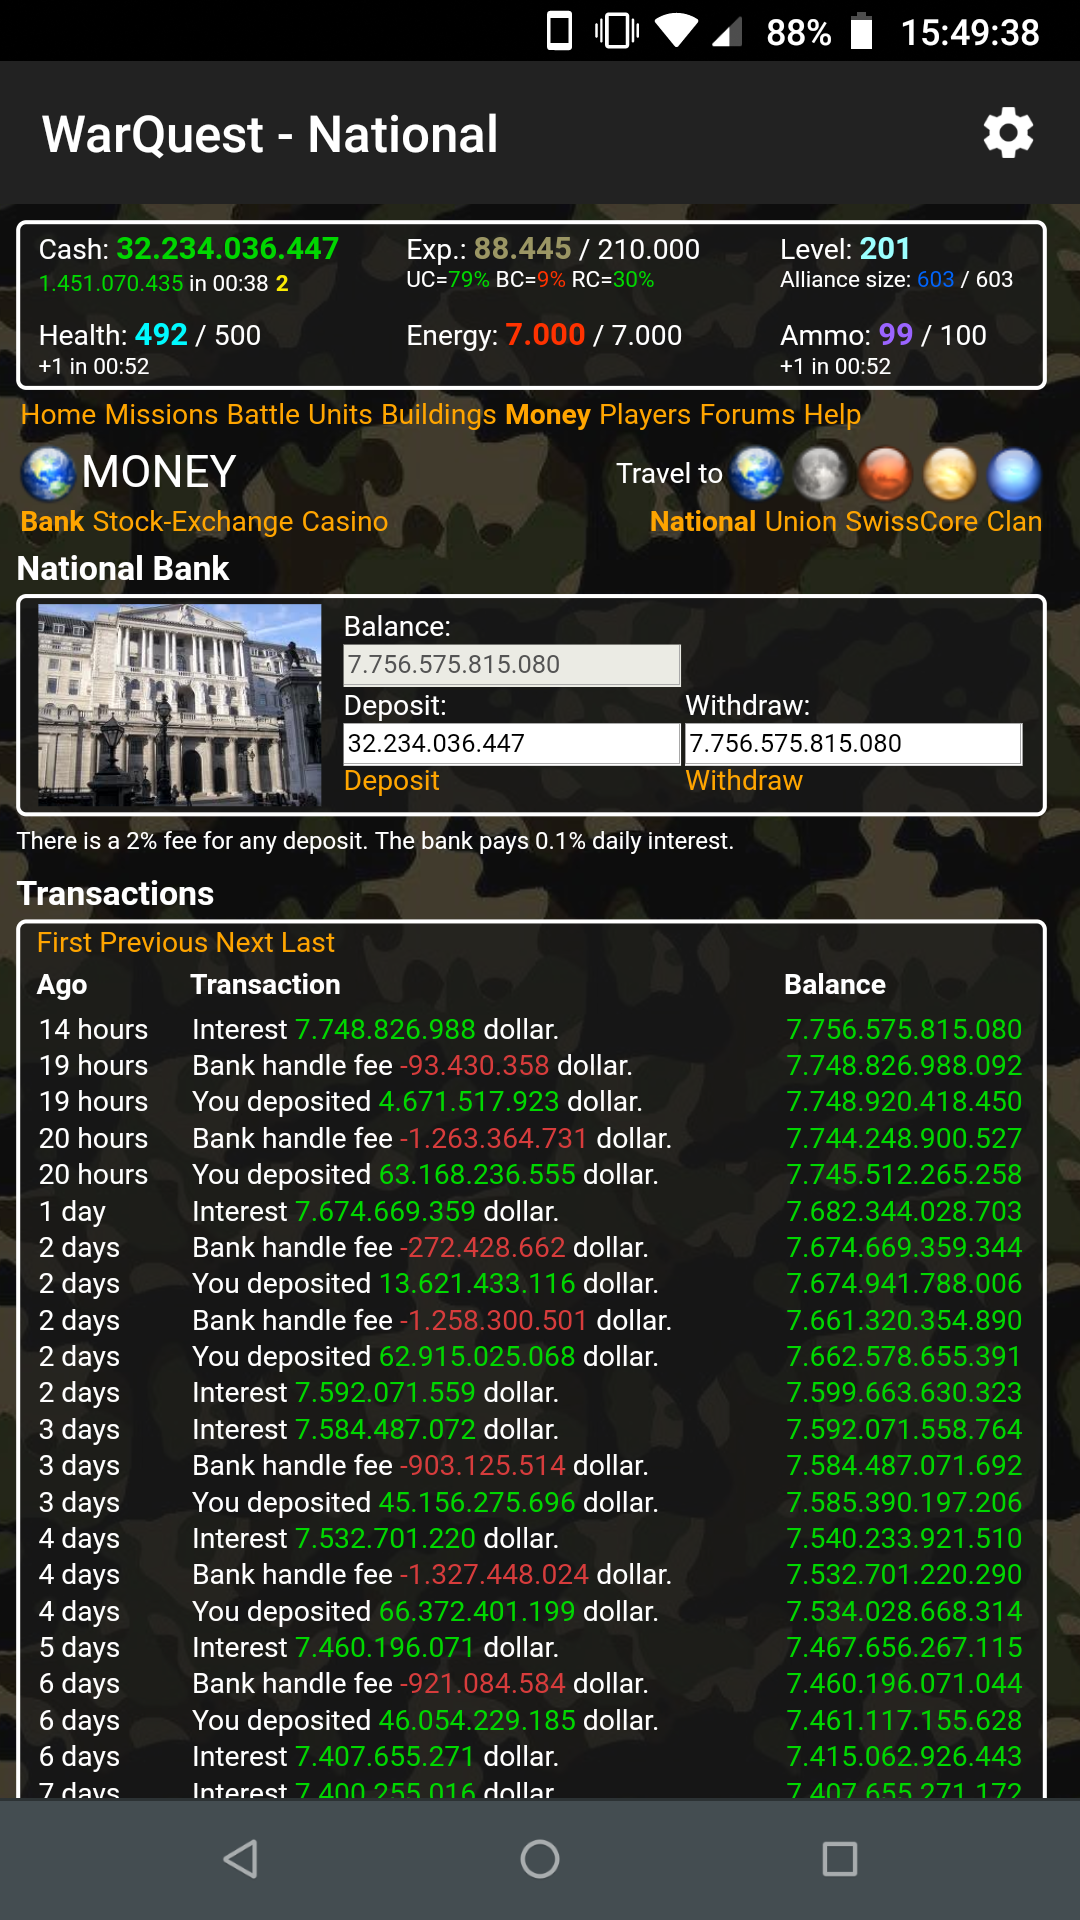 88% 15:49:38
WarQuest - National
Cash: 32.234.036.447 Exp.: 88.445 / 210.000 Level: 201
1.451.070.435 in 00:38 2 UC=79% BC=9% RC=30% Alliance size: 603 / 603
Health: 492 / 500 Energy: 7.000 / 7.000 Ammo: 99 / 100
+1 in 00:52 +1 in 00:52
Home Missions Battle Units Buildings Money Players Forums Help
MONEY Travel to
Bank Stock-Exchange Casino National Union SwissCore Clan
National Bank
Balance:
7.756.575.815.080
Deposit: Withdraw:
32.234.036.447 7.756.575.815.080
Deposit Withdraw
There is a 2% fee for any deposit. The bank pays 0.1% daily interest.
Transactions
First Previous Next Last
Ago Transaction Balance
14 hours Interest 7.748.826.988 dollar. 7.756.575.815.080
19 hours Bank handle fee -93.430.358 dollar. 7.748.826.988.092
19 hours You deposited 4.671.517.923 dollar. 7.748.920.418.450
20 hours Bank handle fee -1.263.364.731 dollar. 7.744.248.900.527
20 hours You deposited 63.168.236.555 dollar. 7.745.512.265.258
1 day Interest 7.674.669.359 dollar. 7.682.344.028.703
2 days Bank handle fee -272.428.662 dollar. 7.674.669.359.344
2 days You deposited 13.621.433.116 dollar. 7.674.941.788.006
2 days Bank handle fee -1.258.300.501 dollar. 7.661.320.354.890
2 days You deposited 62.915.025.068 dollar. 7.662.578.655.391
2 days Interest 7.592.071.559 dollar. 7.599.663.630.323
3 days Interest 7.584.487.072 dollar. 7.592.071.558.764
3 days Bank handle fee -903.125.514 dollar. 7.584.487.071.692
3 days You deposited 45.156.275.696 dollar. 7.585.390.197.206
4 days Interest 7.532.701.220 dollar. 7.540.233.921.510
4 days Bank handle fee -1.327.448.024 dollar. 7.532.701.220.290
4 days You deposited 66.372.401.199 dollar. 7.534.028.668.314
5 days Interest 7.460.196.071 dollar. 7.467.656.267.115
6 days Bank handle fee -921.084.584 dollar. 7.460.196.071.044
6 days You deposited 46.054.229.185 dollar. 7.461.117.155.628
6 days Interest 7.407.655.271 dollar. 7.415.062.926.443
7 days Interest 7.400.255.016 dollar. 7.407.655.271.172